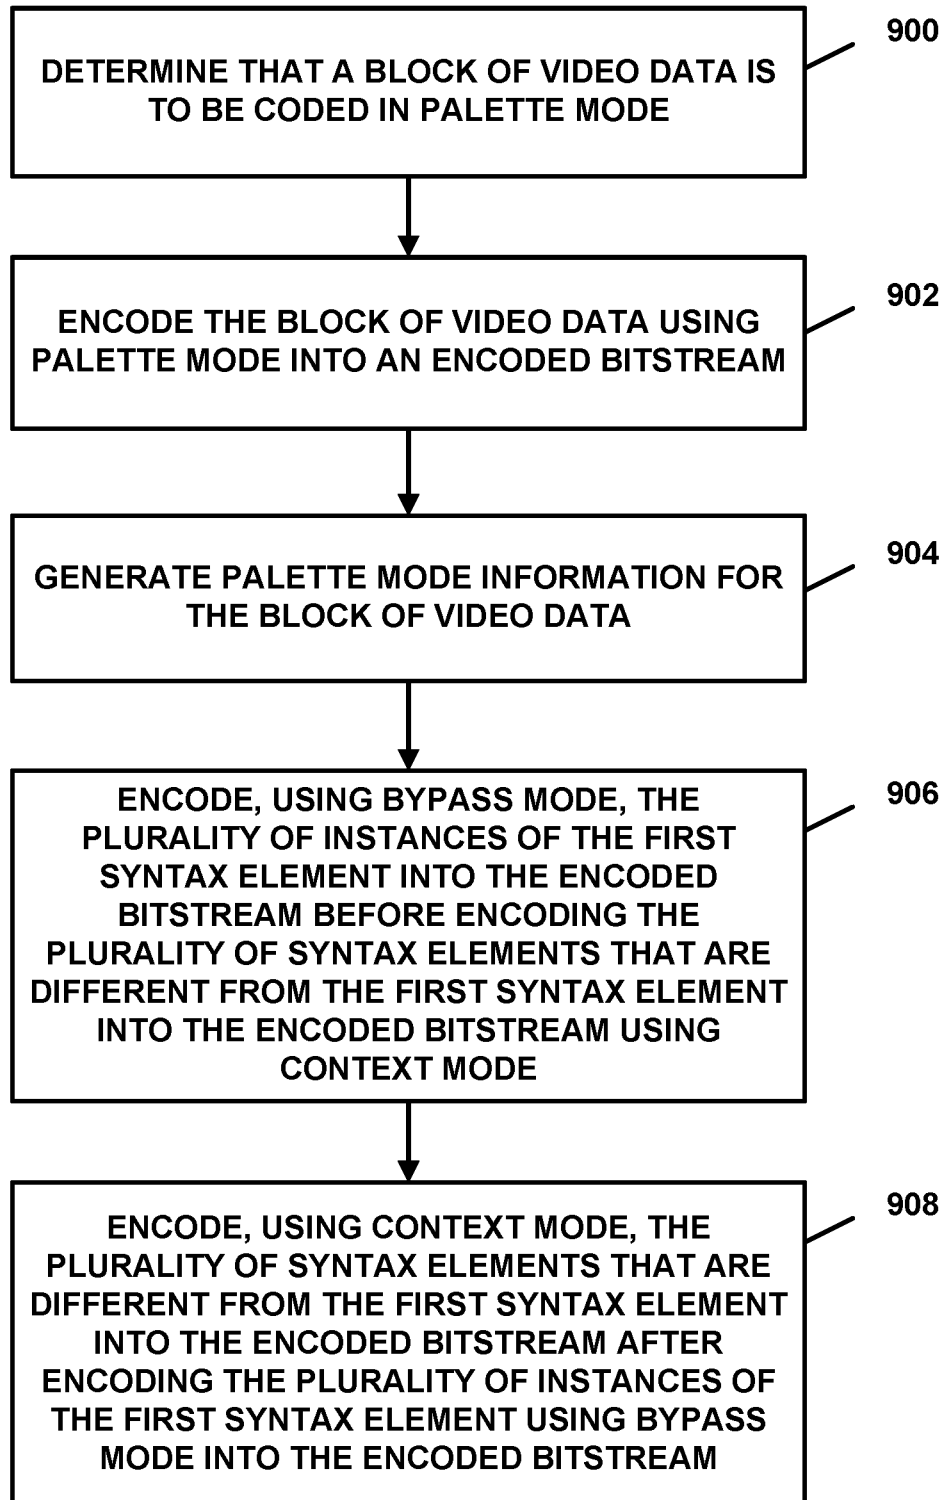 900
DETERMINE THAT A BLOCK OF VIDEO DATA IS
TO BE CODED IN PALETTE MODE
902
ENCODE THE BLOCK OF VIDEO DATA USING
PALETTE MODE INTO AN ENCODED BITSTREAM
904
GENERATE PALETTE MODE INFORMATION FOR
THE BLOCK OF VIDEO DATA
906
ENCODE, USING BYPASS MODE, THE
PLURALITY OF INSTANCES OF THE FIRST
SYNTAX ELEMENT INTO THE ENCODED
BITSTREAM BEFORE ENCODING THE
PLURALITY OF SYNTAX ELEMENTS THAT ARE
DIFFERENT FROM THE FIRST SYNTAX ELEMENT
INTO THE ENCODED BITSTREAM USING
CONTEXT MODE
908
ENCODE, USING CONTEXT MODE, THE
PLURALITY OF SYNTAX ELEMENTS THAT ARE
DIFFERENT FROM THE FIRST SYNTAX ELEMENT
INTO THE ENCODED BITSTREAM AFTER
ENCODING THE PLURALITY OF INSTANCES OF
THE FIRST SYNTAX ELEMENT USING BYPASS
MODE INTO THE ENCODED BITSTREAM